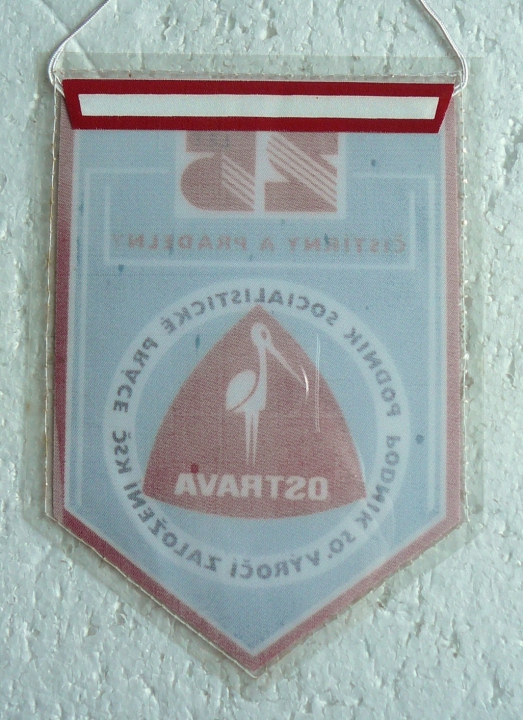 ČISTÍRNY A PRÁDELNY
PODNIK SOCIALISTICKÉ PRÁCE
PODNIK 50. VÝROČÍ ZALOŽENÍ KSČ
OSTRAVA